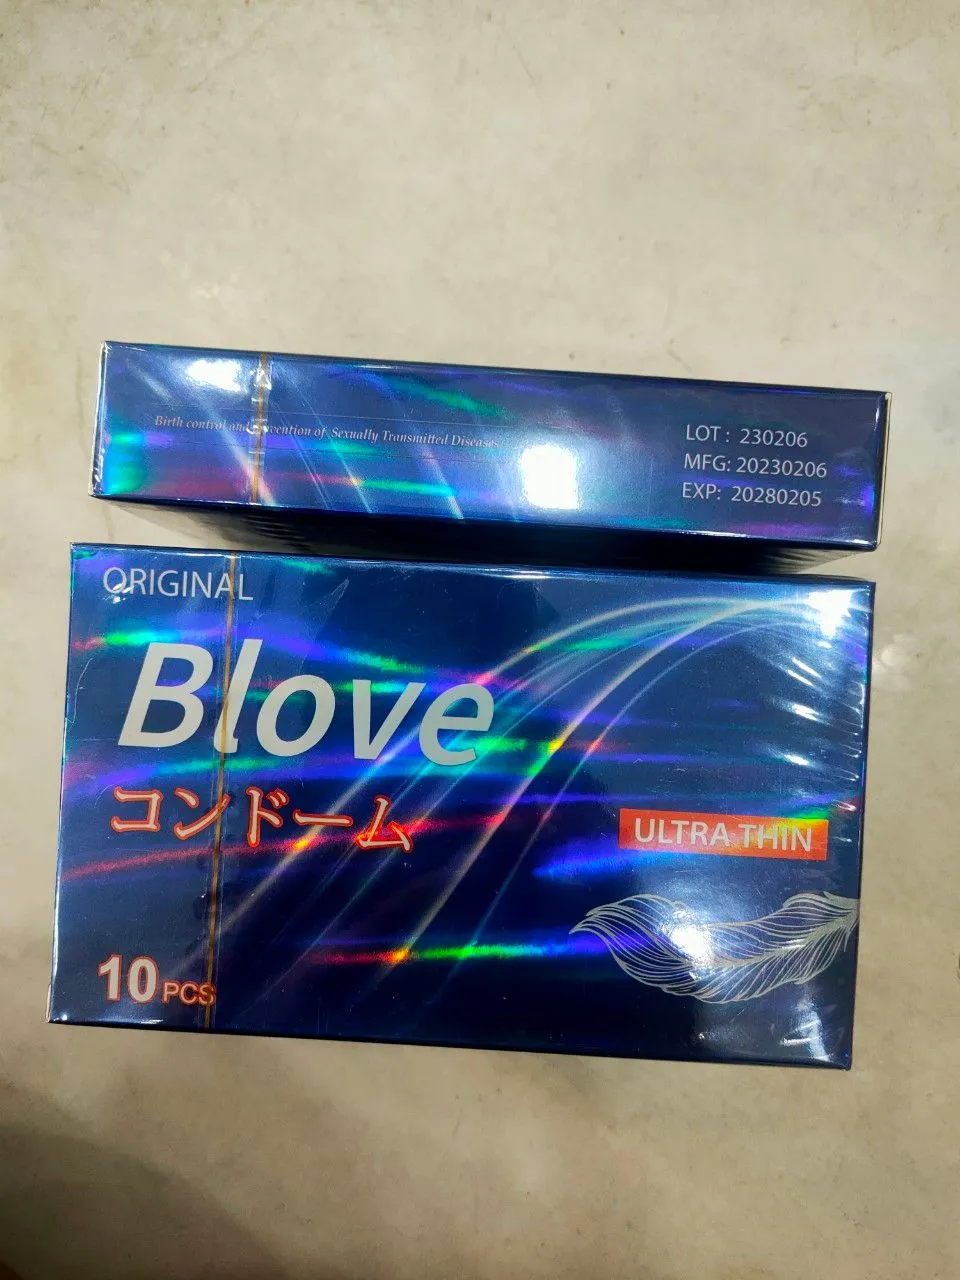 Birth control and prevention of Sexually Transmitted Diseases
LOT : 230206
MFG: 20230206
EXP: 20280205
ORIGINAL
Blove
コンドーム
ULTRA THIN
10 PCS